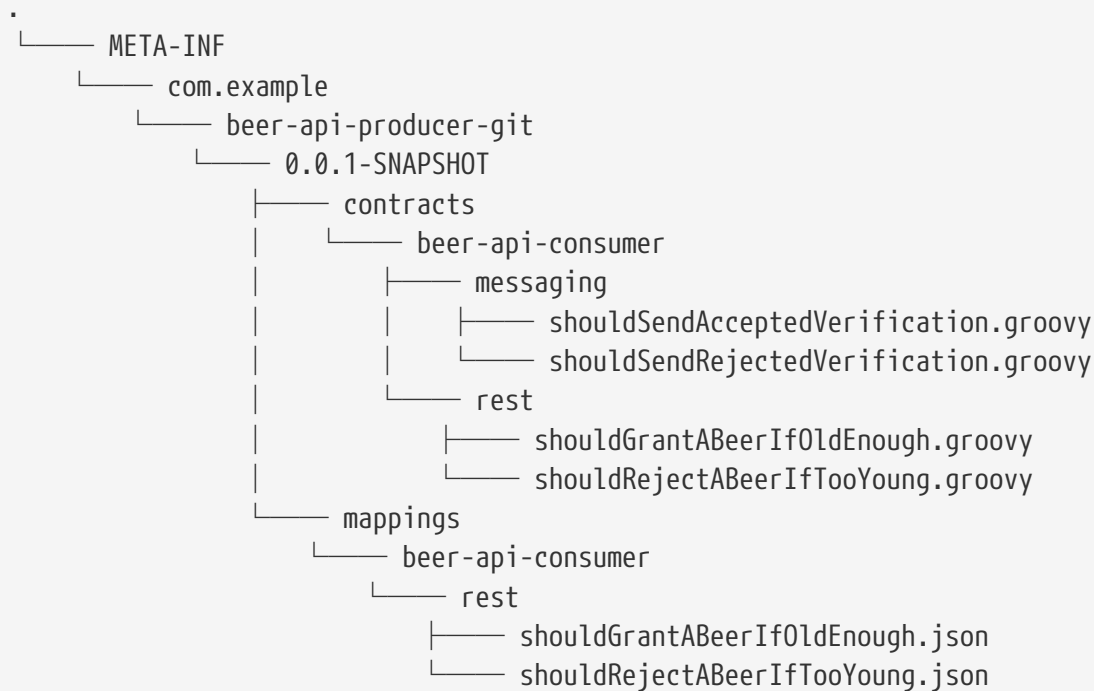 .
└── META-INF
    └── com.example
        └── beer-api-producer-git
            └── 0.0.1-SNAPSHOT
                ├── contracts
                │   └── beer-api-consumer
                │       ├── messaging
                │       │   ├── shouldSendAcceptedVerification.groovy
                │       │   └── shouldSendRejectedVerification.groovy
                │       └── rest
                │           ├── shouldGrantABeerIfOldEnough.groovy
                │           └── shouldRejectABeerIfTooYoung.groovy
                └── mappings
                    └── beer-api-consumer
                        └── rest
                            ├── shouldGrantABeerIfOldEnough.json
                            └── shouldRejectABeerIfTooYoung.json